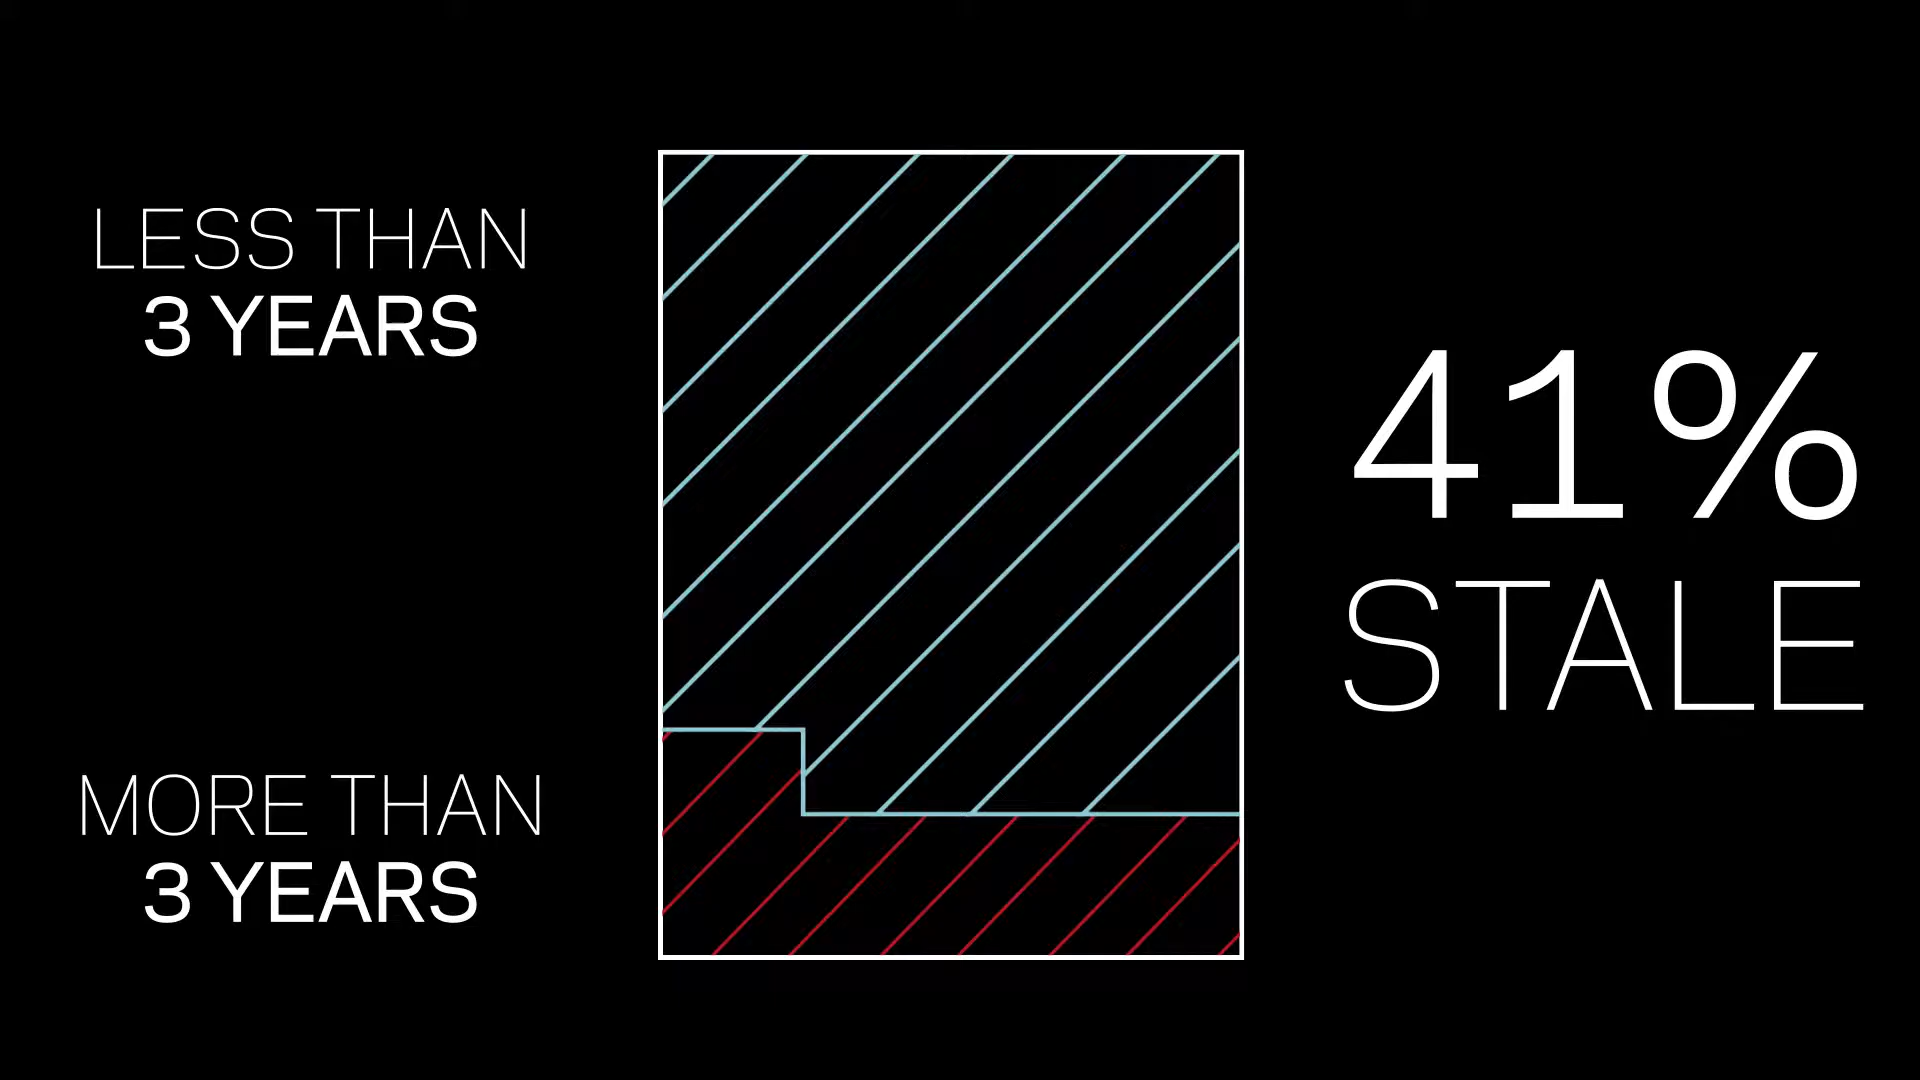 LESS THAN
3 YEARS
MORE THAN
3 YEARS
41%
STALE